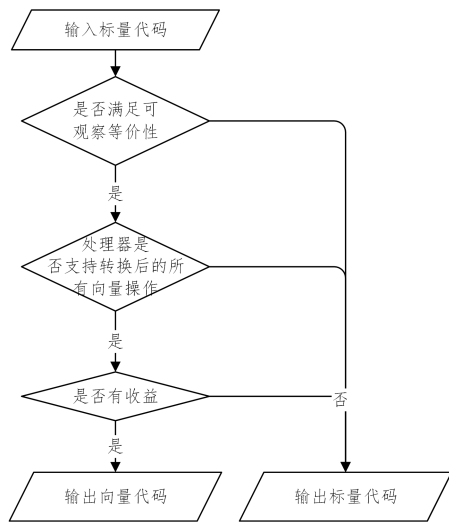 输入标量代码
是否满足可
观察等价性
是
处理器是
否支持转换后的所
有向量操作
是
是否有收益
否
是
输出向量代码
输出标量代码